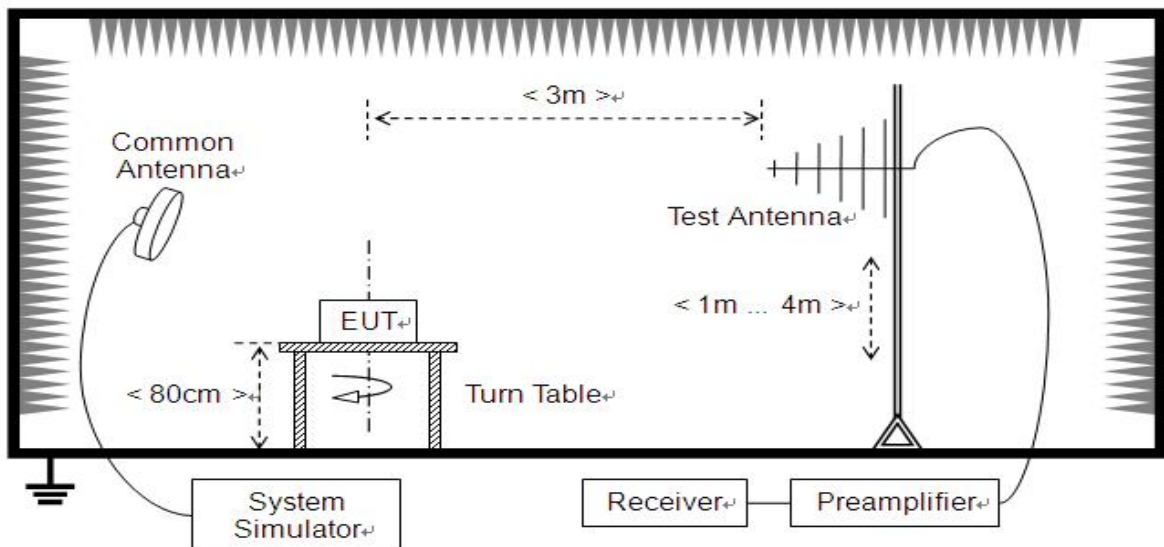 < 3m >↵
Common
Antenna↵
Test Antenna↵
< 1m ... 4m >↵
EUT↵
< 80cm >↵
Turn Table↵
System
Simulator↵
Receiver↵
Preamplifier↵